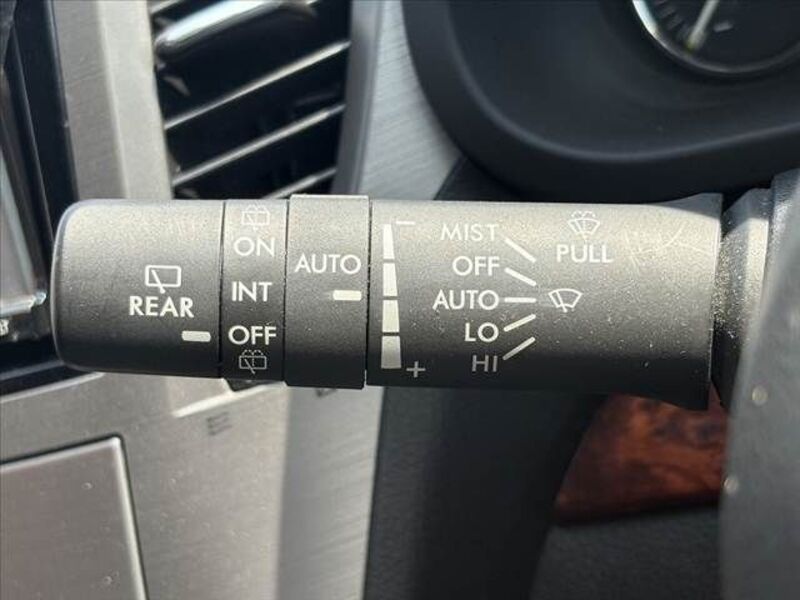 REAR
ON
INT
OFF
AUTO
−
+
MIST
OFF
AUTO
LO
HI
PULL